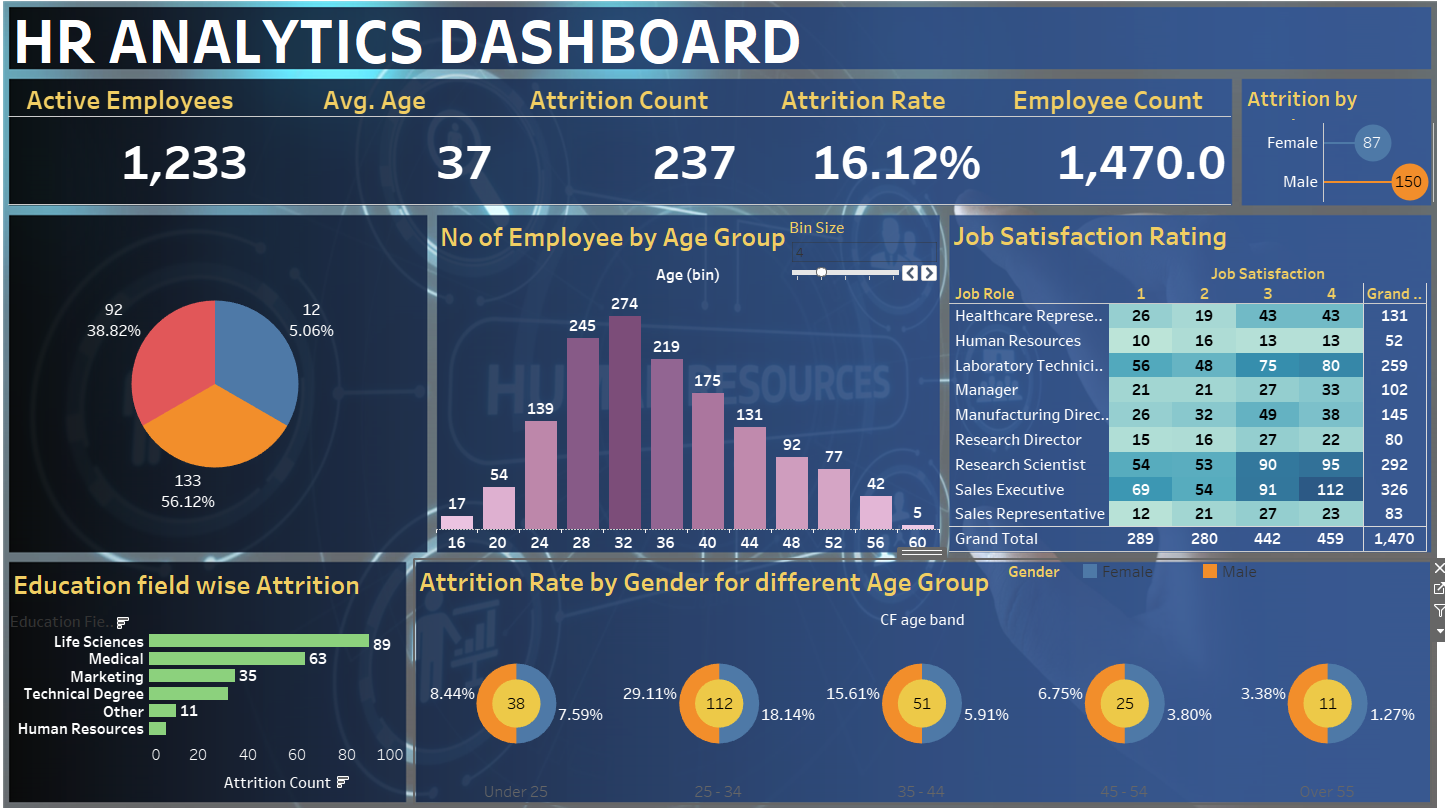 HR ANALYTICS DASHBOARD
Active Employees Avg. Age Attrition Count Attrition Rate Employee Count
1,233 37 237 16.12% 1,470.0
Attrition by
Female 87
Male 150
92
38.82%
12
5.06%
133
56.12%
No of Employee by Age Group
Bin Size
4
Age (bin)
17 54 139 245 274 219 175 131 92 77 42 5
16 20 24 28 32 36 40 44 48 52 56 60
HUMAN RESOURCES
Job Satisfaction Rating
Job Satisfaction
Job Role 1 2 3 4 Grand ..
Healthcare Represe.. 26 19 43 43 131
Human Resources 10 16 13 13 52
Laboratory Technici.. 56 48 75 80 259
Manager 21 21 27 33 102
Manufacturing Direc.. 26 32 49 38 145
Research Director 15 16 27 22 80
Research Scientist 54 53 90 95 292
Sales Executive 69 54 91 112 326
Sales Representative 12 21 27 23 83
Grand Total 289 280 442 459 1,470
Education field wise Attrition
Education Fie..
Life Sciences 89
Medical 63
Marketing 35
Technical Degree
Other 11
Human Resources
0 20 40 60 80 100
Attrition Count
Attrition Rate by Gender for different Age Group
Gender Female Male
CF age band
8.44% 38 7.59%
29.11% 112 18.14%
15.61% 51 5.91%
6.75% 25 3.80%
3.38% 11 1.27%
Under 25 25 - 34 35 - 44 45 - 54 Over 55